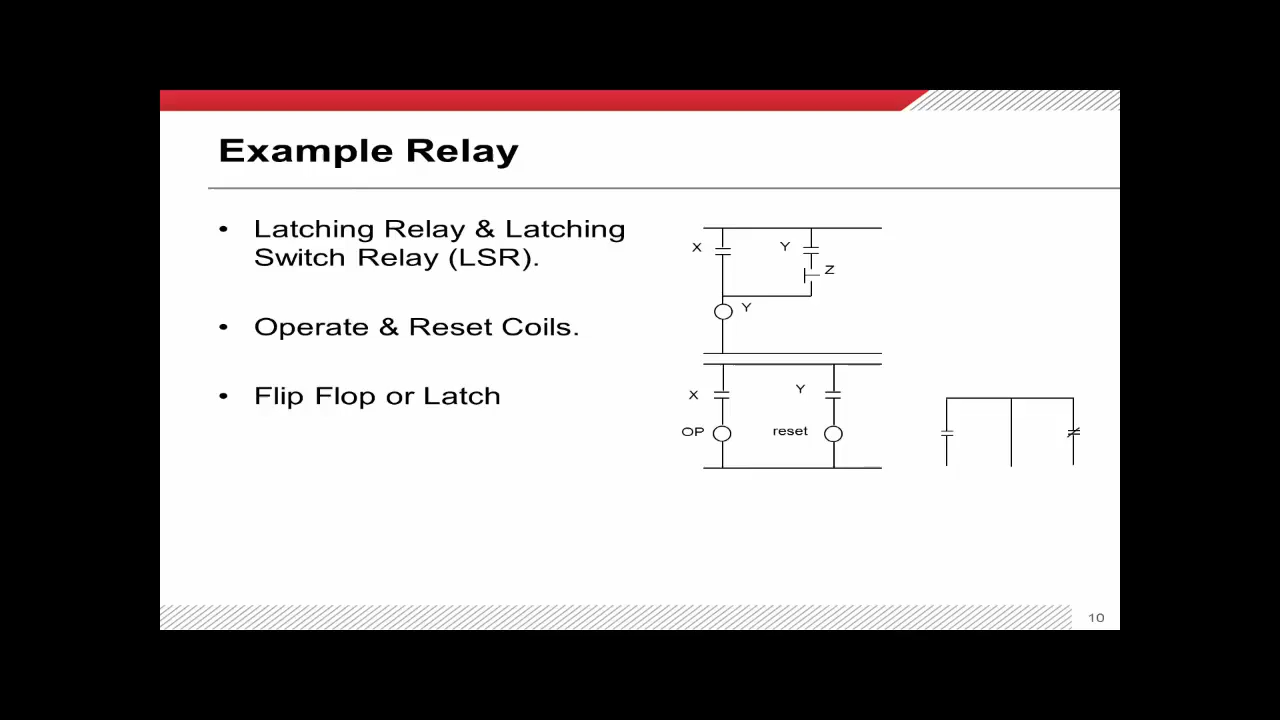 Example Relay
• Latching Relay & Latching
Switch Relay (LSR).
• Operate & Reset Coils.
• Flip Flop or Latch
X
Y
Z
Y
X
Y
OP
reset
10